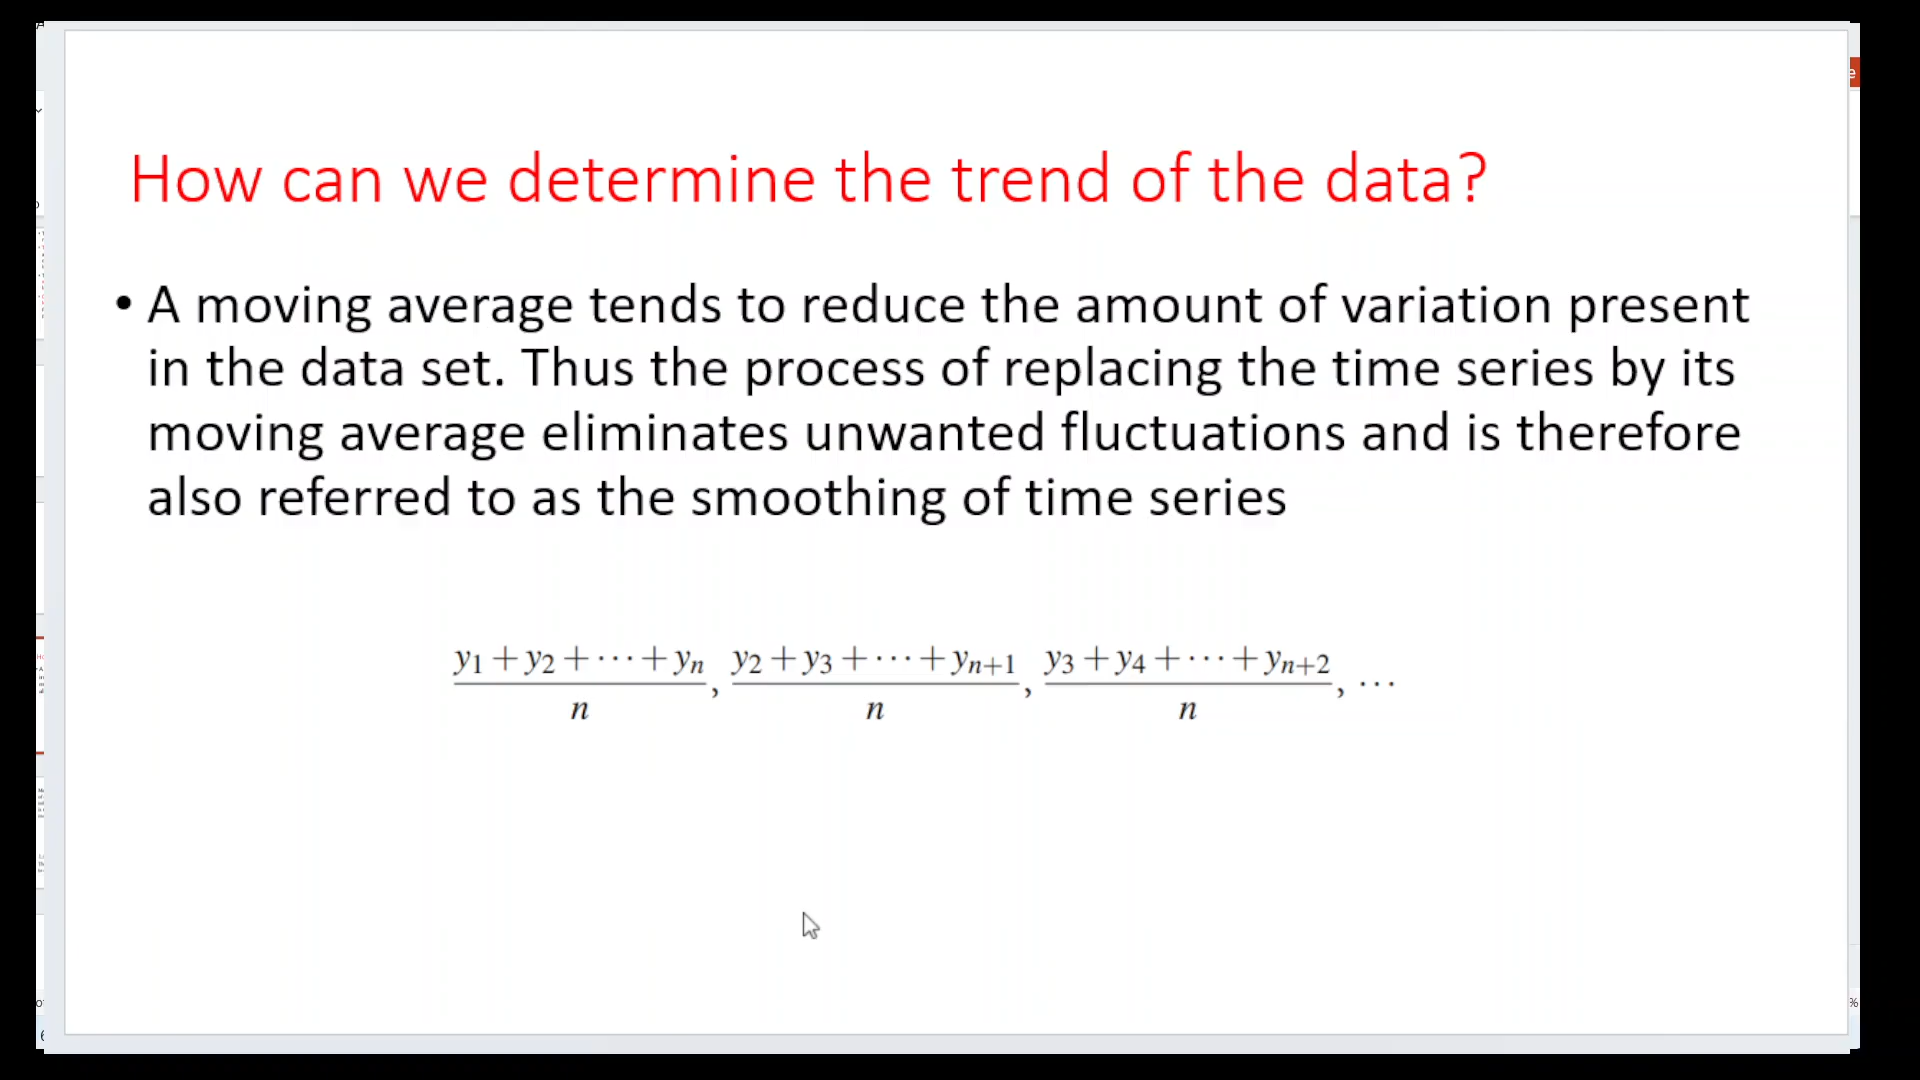 How can we determine the trend of the data?
• A moving average tends to reduce the amount of variation present
in the data set. Thus the process of replacing the time series by its
moving average eliminates unwanted fluctuations and is therefore
also referred to as the smoothing of time series
y₁+y₂+⋯+yₙ/n, y₂+y₃+⋯+yₙ₊₁/n, y₃+y₄+⋯+yₙ₊₂/n, ⋯